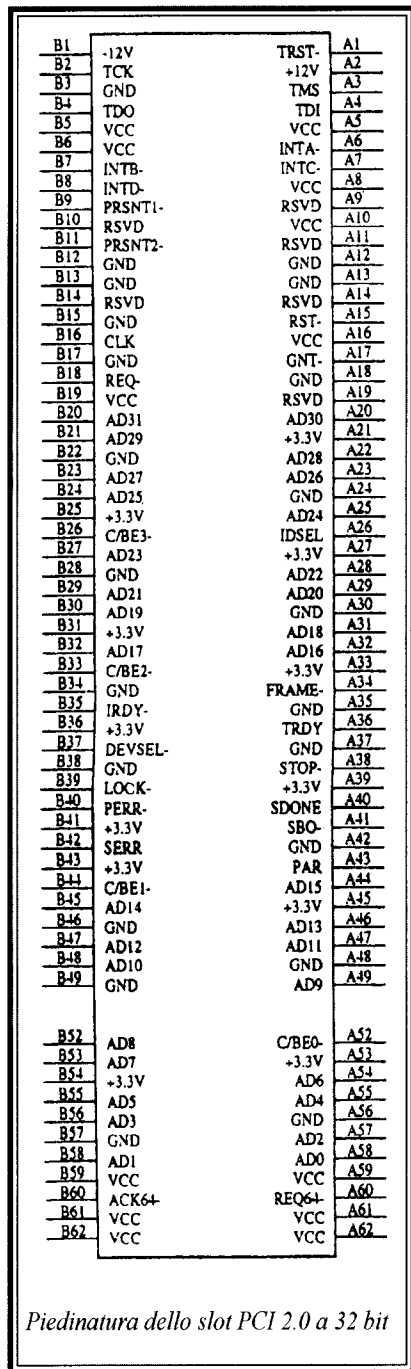 B1 -12V TRST- A1
B2 TCK +12V A2
B3 GND TMS A3
B4 TDO TDI A4
B5 VCC VCC A5
B6 VCC INTA- A6
B7 INTB- INTC- A7
B8 INTD- VCC A8
B9 PRSNT1- RSVD A9
B10 RSVD VCC A10
B11 PRSNT2- RSVD A11
B12 GND GND A12
B13 GND GND A13
B14 RSVD RSVD A14
B15 GND RST- A15
B16 CLK VCC A16
B17 GND GNT- A17
B18 REQ- GND A18
B19 VCC RSVD A19
B20 AD31 AD30 A20
B21 AD29 +3.3V A21
B22 GND AD28 A22
B23 AD27 AD26 A23
B24 AD25 GND A24
B25 +3.3V AD24 A25
B26 C/BE3- IDSEL A26
B27 AD23 +3.3V A27
B28 GND AD22 A28
B29 AD21 AD20 A29
B30 AD19 GND A30
B31 +3.3V AD18 A31
B32 AD17 AD16 A32
B33 C/BE2- +3.3V A33
B34 GND FRAME- A34
B35 IRDY- GND A35
B36 +3.3V TRDY A36
B37 DEVSEL- GND A37
B38 GND STOP- A38
B39 LOCK- +3.3V A39
B40 PERR- SDONE A40
B41 +3.3V SBO- A41
B42 SERR GND A42
B43 +3.3V PAR A43
B44 C/BE1- AD15 A44
B45 AD14 +3.3V A45
B46 GND AD13 A46
B47 AD12 AD11 A47
B48 AD10 GND A48
B49 GND AD9 A49
B52 AD8 C/BE0- A52
B53 AD7 +3.3V A53
B54 +3.3V AD6 A54
B55 AD5 AD4 A55
B56 AD3 GND A56
B57 GND AD2 A57
B58 AD1 AD0 A58
B59 VCC VCC A59
B60 ACK64- REQ64- A60
B61 VCC VCC A61
B62 VCC VCC A62
Piedinatura dello slot PCI 2.0 a 32 bit